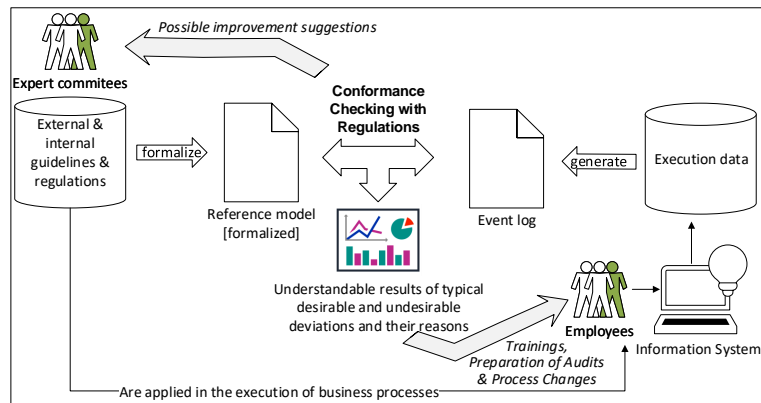 Possible improvement suggestions
Expert commitees
External &
internal
guidelines &
regulations
formalize
Reference model
[formalized]
Conformance
Checking with
Regulations
Event log
generate
Execution data
Understandable results of typical
desirable and undesirable
deviations and their reasons
Employees
Information System
Trainings,
Preparation of Audits
& Process Changes
Are applied in the execution of business processes